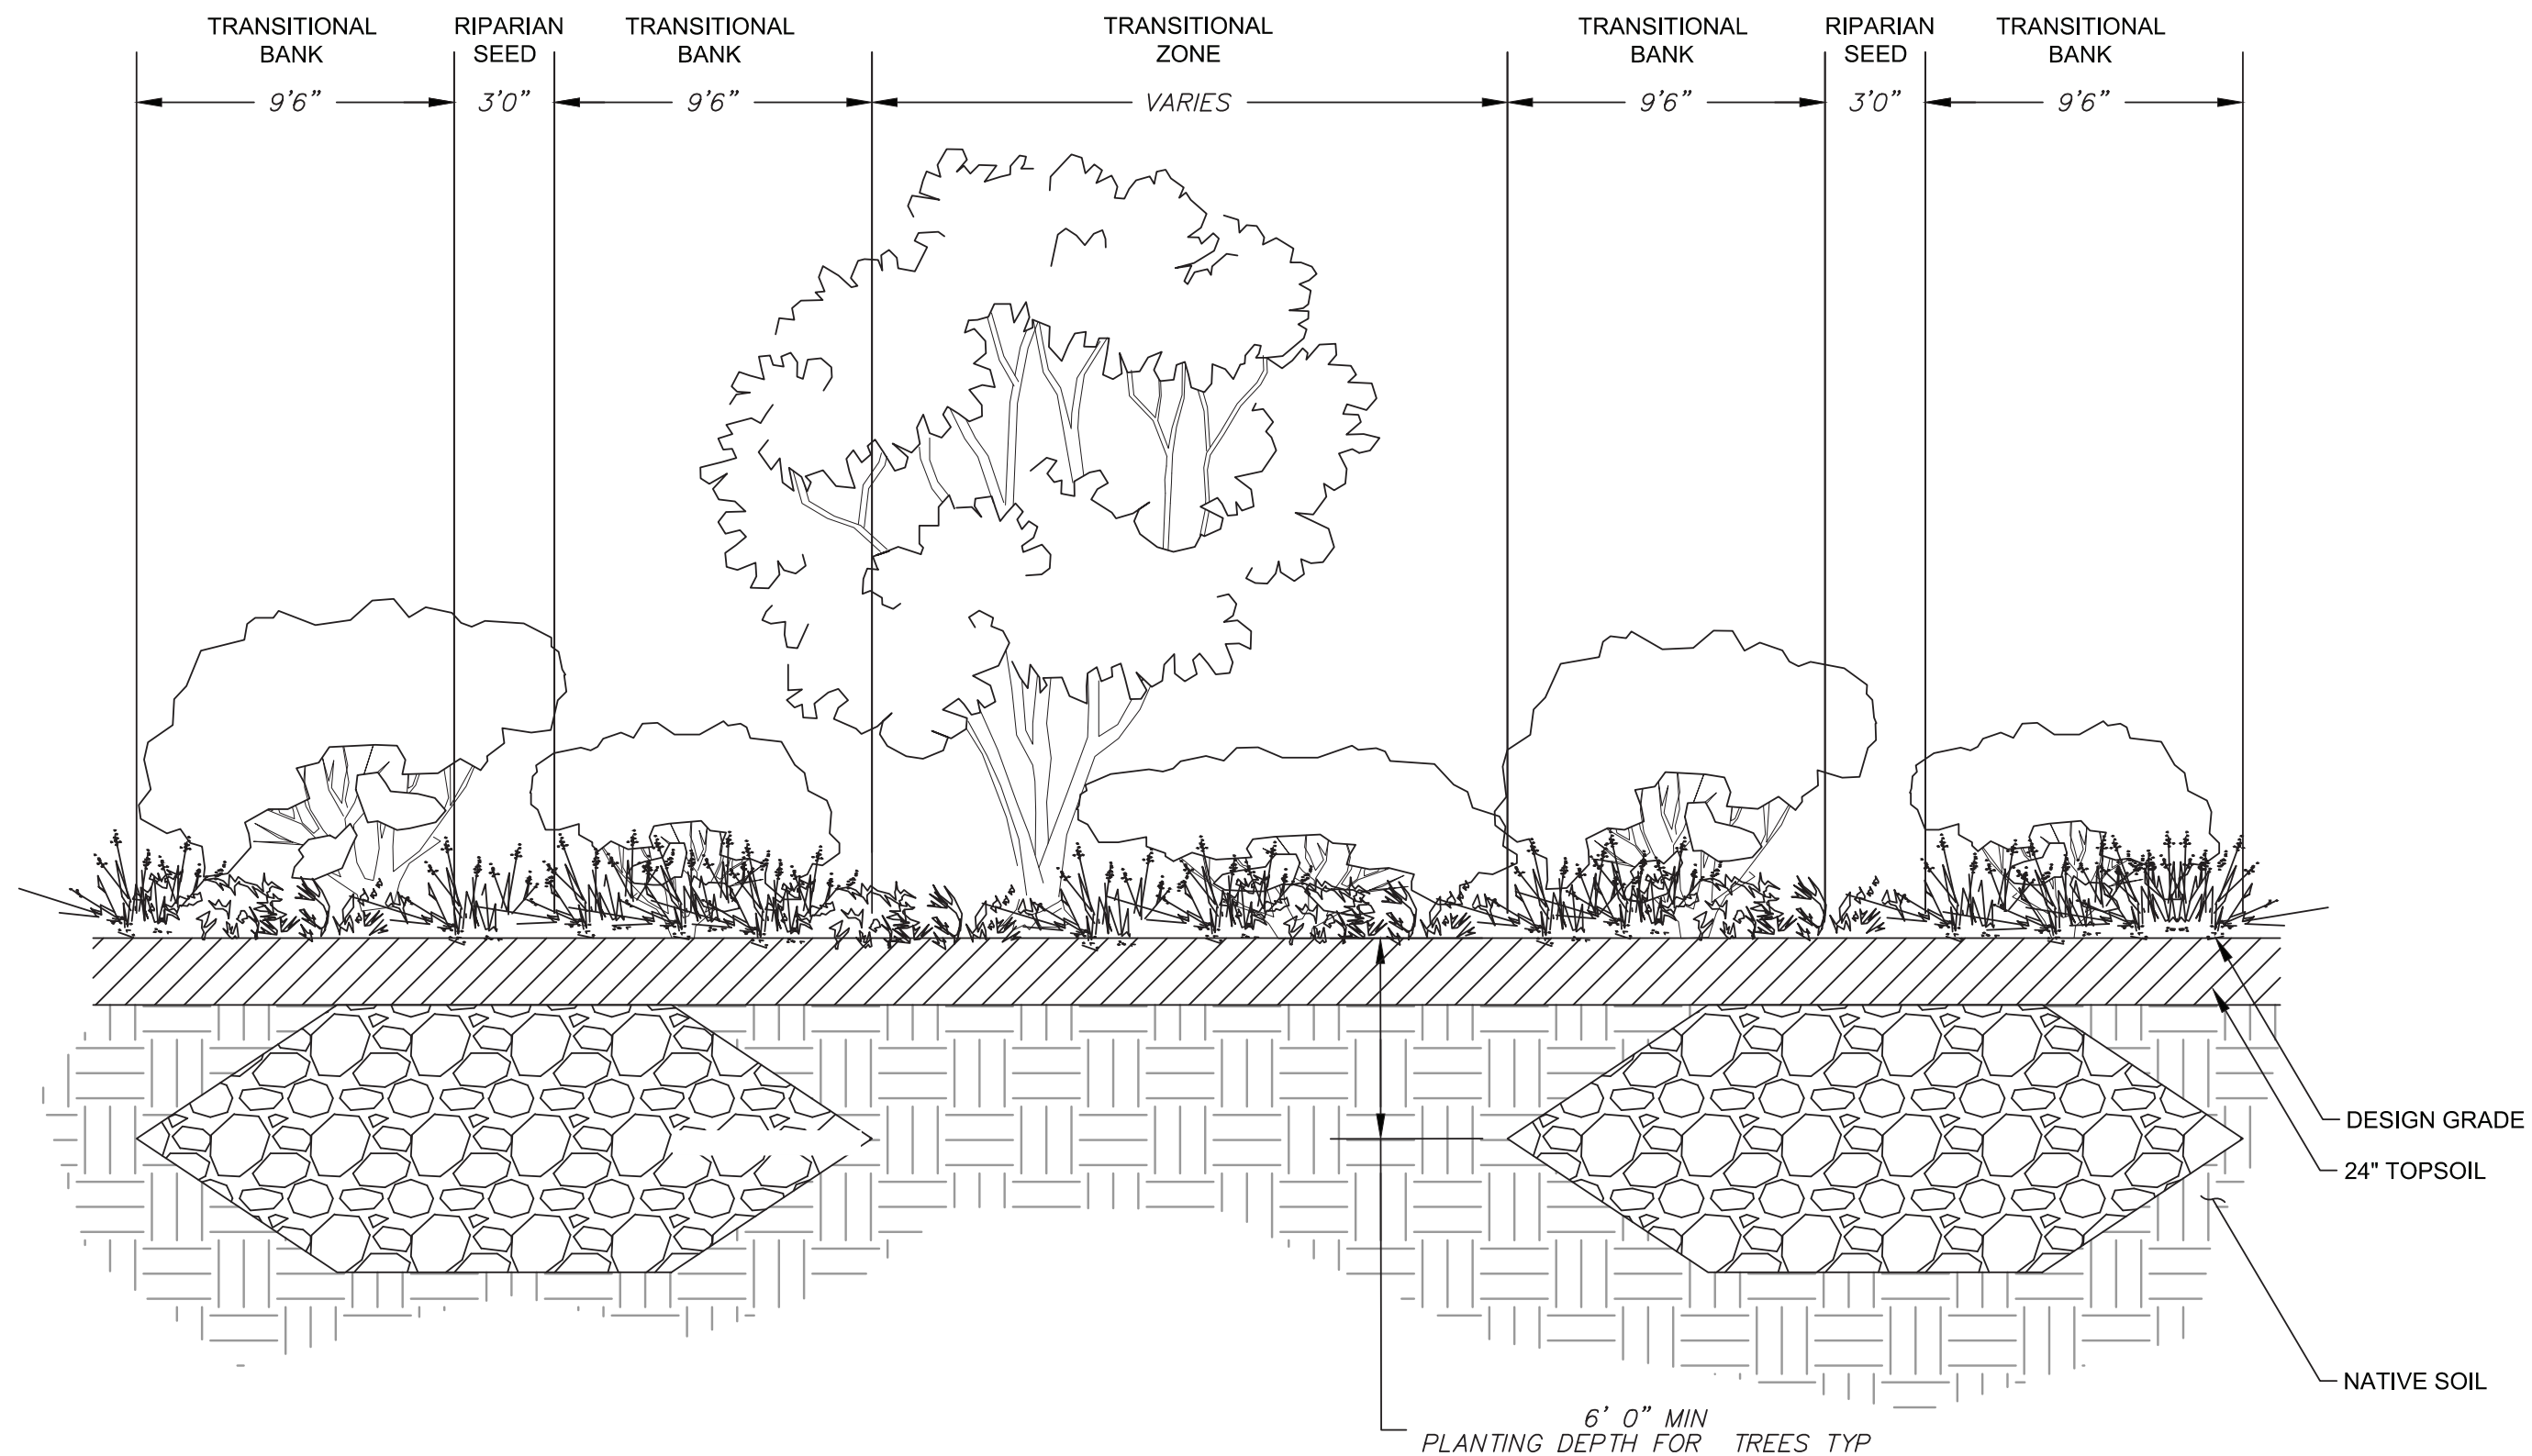 TRANSITIONAL
BANK
RIPARIAN
SEED
TRANSITIONAL
BANK
TRANSITIONAL
ZONE
TRANSITIONAL
BANK
RIPARIAN
SEED
TRANSITIONAL
BANK
9'6"
3'0"
9'6"
VARIES
9'6"
3'0"
9'6"
DESIGN GRADE
24" TOPSOIL
NATIVE SOIL
6' 0" MIN
PLANTING DEPTH FOR TREES TYP